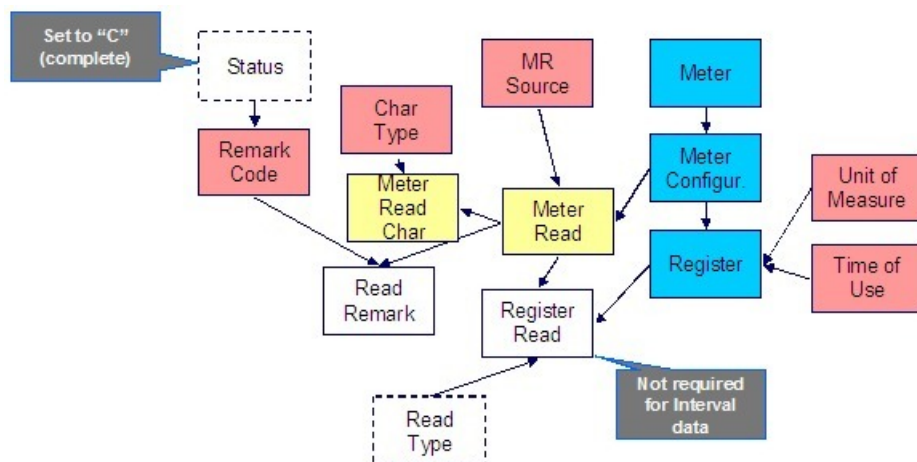 Set to “C”
(complete)
Status
MR
Source
Meter
Char
Type
Remark
Code
Meter
Configur.
Unit of
Measure
Meter
Read
Char
Meter
Read
Register
Time of
Use
Read
Remark
Register
Read
Not required
for Interval
data
Read
Type